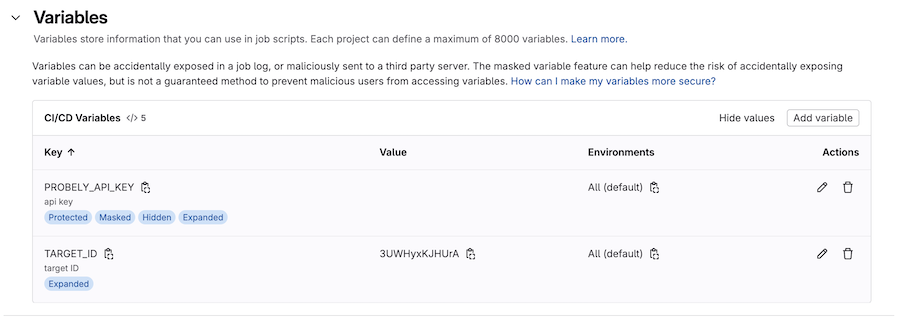 Variables
Variables store information that you can use in job scripts. Each project can define a maximum of 8000 variables. Learn more.
Variables can be accidentally exposed in a job log, or maliciously sent to a third party server. The masked variable feature can help reduce the risk of accidentally exposing
variable values, but is not a guaranteed method to prevent malicious users from accessing variables. How can I make my variables more secure?
CI/CD Variables </> 5 Hide values Add variable
Key ↑ Value Environments Actions
PROBELY_API_KEY All (default)
api key
Protected Masked Hidden Expanded
TARGET_ID 3UWHyxKJHUrA All (default)
target ID
Expanded